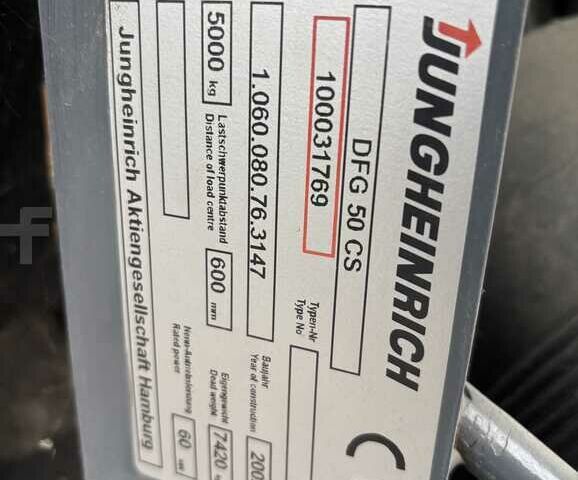 JUNGHEINRICH
DFG 50 CS
100031769
Typen-Nr
Type No
1.060.080.76.3147
Baujahr
Year of construction
200
5000 kg
Lastschwerpunktabstand
Distance of load centre
600 mm
Eigengewicht
Dead weight
7420
Nenn-Antriebsleistung
Rated power
60 kW
Jungheinrich Aktiengesellschaft Hamburg